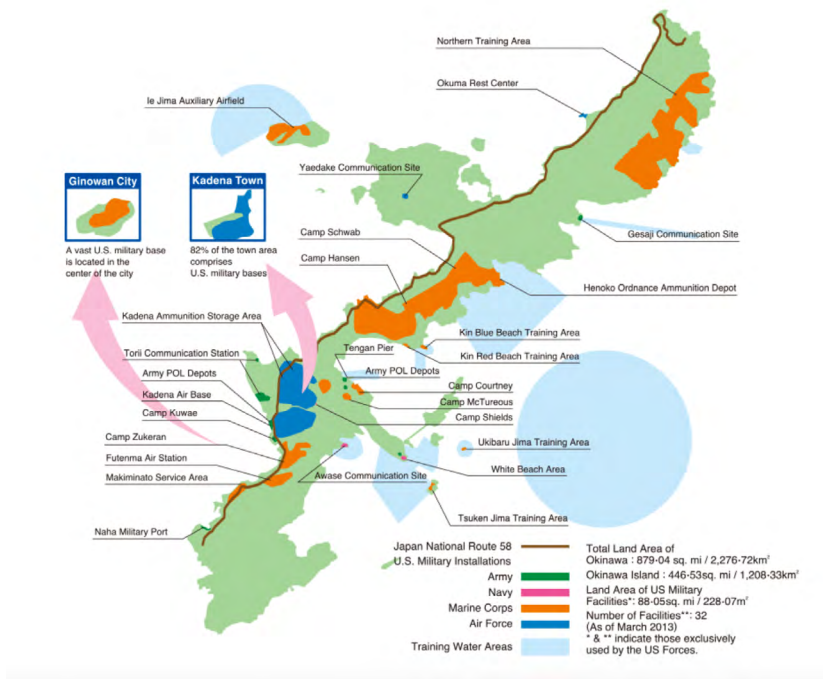 Northern Training Area
Okuma Rest Center
Ie Jima Auxiliary Airfield
Yaedake Communication Site
Ginowan City
A vast U.S. military base
is located in the
center of the city
Kadena Town
82% of the town area
comprises
U.S. military bases
Camp Schwab
Gesaji Communication Site
Camp Hansen
Henoko Ordnance Ammunition Depot
Kadena Ammunition Storage Area
Kin Blue Beach Training Area
Tengan Pier
Kin Red Beach Training Area
Torii Communication Station
Army POL Depots
Army POL Depots
Camp Courtney
Kadena Air Base
Camp McTureous
Camp Kuwae
Camp Shields
Camp Zukeran
Ukibaru Jima Training Area
Futenma Air Station
White Beach Area
Makiminato Service Area
Awase Communication Site
Tsuken Jima Training Area
Naha Military Port
Japan National Route 58
U.S. Military Installations
Army
Navy
Marine Corps
Air Force
Training Water Areas
Total Land Area of
Okinawa : 879-04 sq. mi / 2,276-72km²
Okinawa Island : 446-53sq. mi / 1,208-33km²
Land Area of US Military
Facilities*: 88-05sq. mi / 228-07m²
Number of Facilities**: 32
(As of March 2013)
* & ** indicate those exclusively
used by the US Forces.